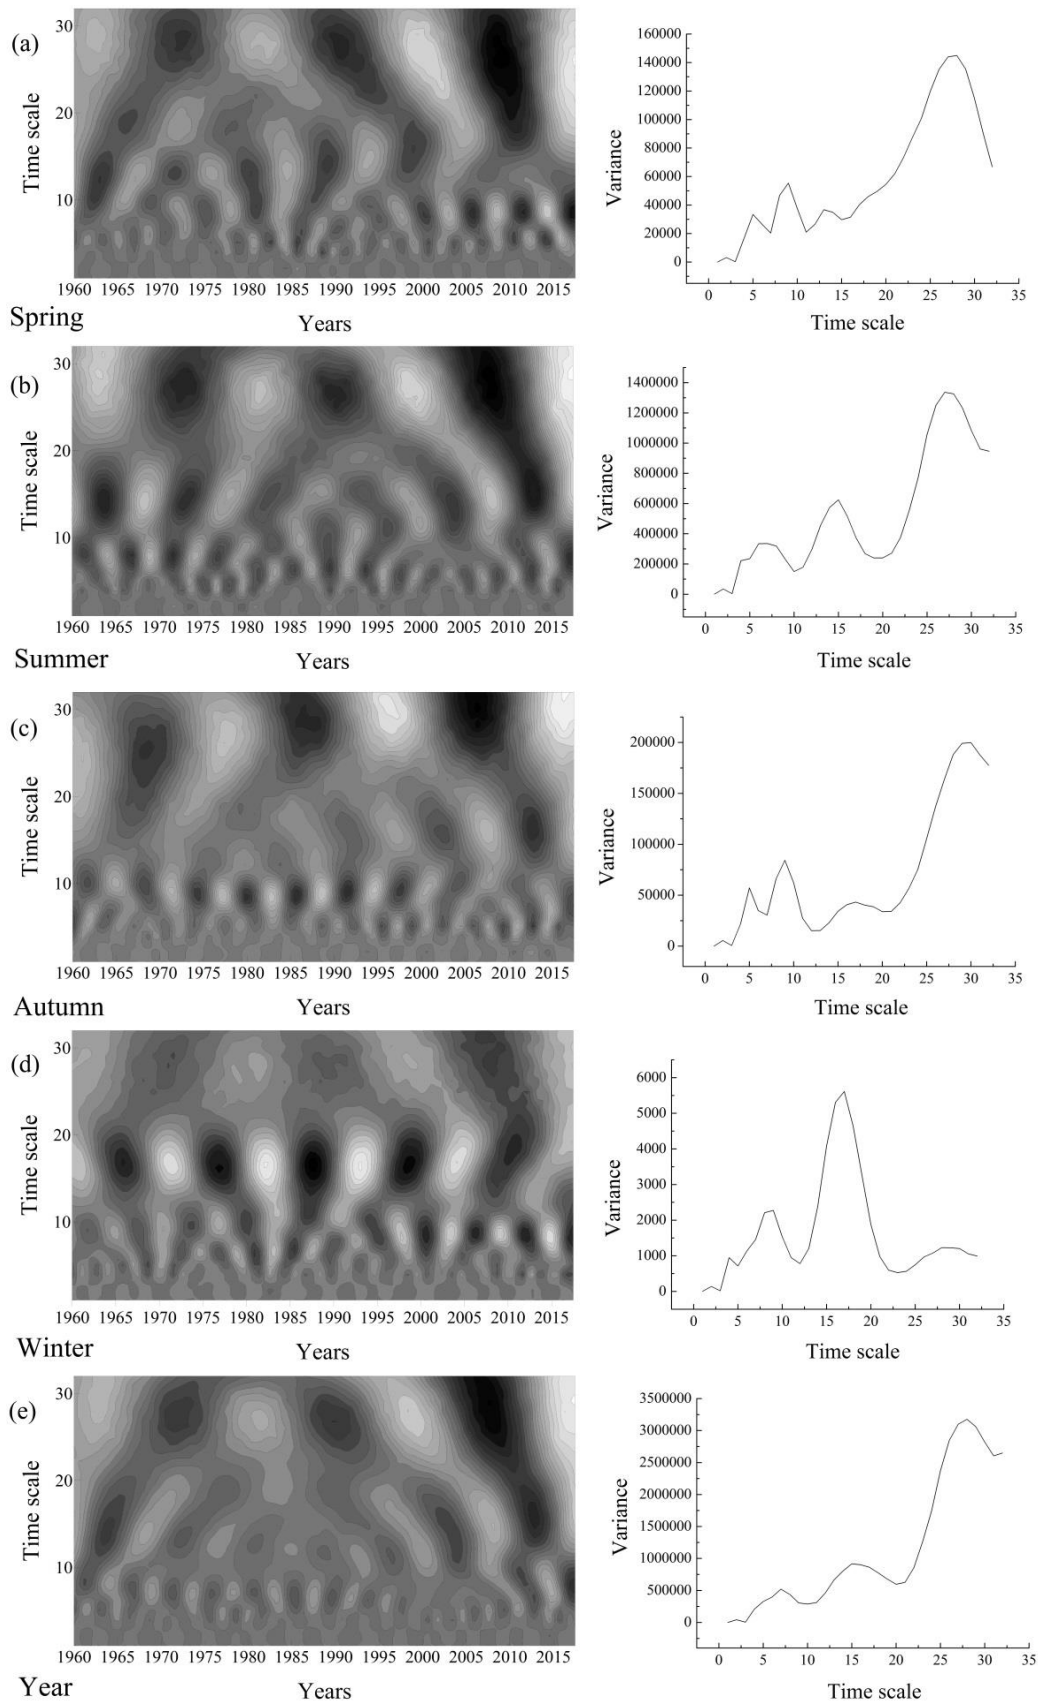 (a)
Time scale
30
20
10
1960 1965 1970 1975 1980 1985 1990 1995 2000 2005 2010 2015
Spring
Years
Variance
160000
140000
120000
100000
80000
60000
40000
20000
0
0 5 10 15 20 25 30 35
Time scale
(b)
Time scale
30
20
10
1960 1965 1970 1975 1980 1985 1990 1995 2000 2005 2010 2015
Summer
Years
Variance
1400000
1200000
1000000
800000
600000
400000
200000
0
0 5 10 15 20 25 30 35
Time scale
(c)
Time scale
30
20
10
1960 1965 1970 1975 1980 1985 1990 1995 2000 2005 2010 2015
Autumn
Years
Variance
200000
150000
100000
50000
0
0 5 10 15 20 25 30 35
Time scale
(d)
Time scale
30
20
10
1960 1965 1970 1975 1980 1985 1990 1995 2000 2005 2010 2015
Winter
Years
Variance
6000
5000
4000
3000
2000
1000
0
0 5 10 15 20 25 30 35
Time scale
(e)
Time scale
30
20
10
1960 1965 1970 1975 1980 1985 1990 1995 2000 2005 2010 2015
Year
Years
Variance
3500000
3000000
2500000
2000000
1500000
1000000
500000
0
0 5 10 15 20 25 30 35
Time scale